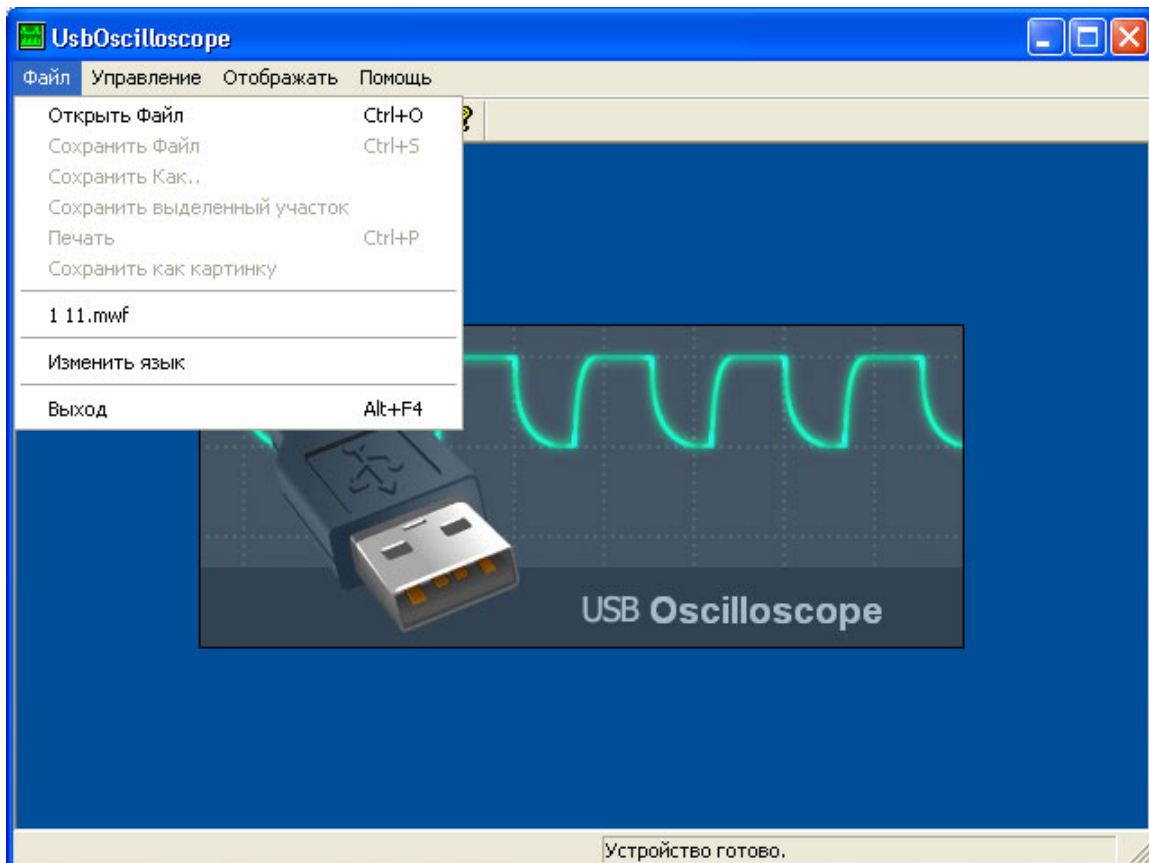 UsbOscilloscope
Файл Управление Отображать Помощь
Открыть Файл Ctrl+O
Сохранить Файл Ctrl+S
Сохранить Как..
Сохранить выделенный участок
Печать Ctrl+P
Сохранить как картинку
1 11.mwf
Изменить язык
Выход Alt+F4
USB Oscilloscope
Устройство готово.